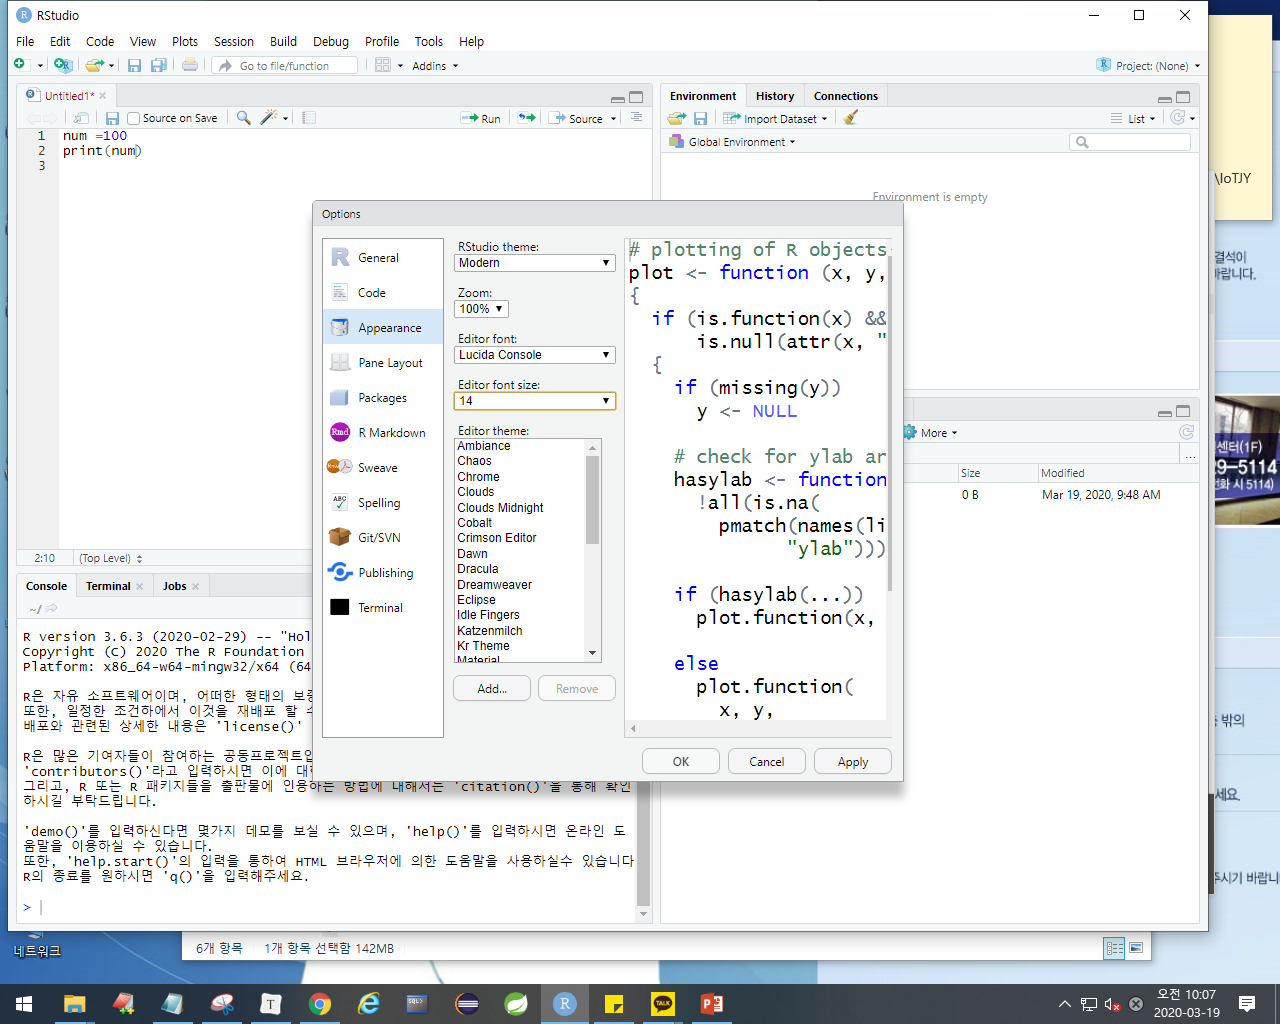 RStudio
File Edit Code View Plots Session Build Debug Profile Tools Help
Go to file/function
Addins
Project: (None)
Untitled1*
Source on Save
Run
Source
1 num =100
2 print(num)
3
2:10 (Top Level)
Environment History Connections
Import Dataset
List
Global Environment
Environment is empty
More
Size Modified
0 B Mar 19, 2020, 9:48 AM
Options
General
Code
Appearance
Pane Layout
Packages
R Markdown
Sweave
Spelling
Git/SVN
Publishing
Terminal
RStudio theme:
Modern
Zoom:
100%
Editor font:
Lucida Console
Editor font size:
14
Editor theme:
Ambiance
Chaos
Chrome
Clouds
Clouds Midnight
Cobalt
Crimson Editor
Dawn
Dracula
Dreamweaver
Eclipse
Idle Fingers
Katzenmilch
Kr Theme
Material
Add... Remove
# plotting of R objects
plot <- function (x, y,
{
if (is.function(x) &&
is.null(attr(x, "
{
if (missing(y))
y <- NULL
# check for ylab ar
hasylab <- function
!all(is.na(
pmatch(names(li
"ylab")))
if (hasylab(...))
plot.function(x,
else
plot.function(
x, y,
OK Cancel Apply
Console Terminal Jobs
~/
R version 3.6.3 (2020-02-29) -- "Hol
Copyright (C) 2020 The R Foundation
Platform: x86_64-w64-mingw32/x64 (64
R은 자유 소프트웨어이며, 어떠한 형태의 보증
또한, 일정한 조건하에서 이것을 재배포 할 수
배포와 관련된 상세한 내용은 'license()'
R은 많은 기여자들이 참여하는 공동프로젝트입
'contributors()'라고 입력하시면 이에 대한
그리고, R 또는 R 패키지들을 출판물에 인용하는 방법에 대해서는 'citation()'을 통해 확인
하시길 부탁드립니다.
'demo()'를 입력하신다면 몇가지 데모를 보실 수 있으며, 'help()'를 입력하시면 온라인 도
움말을 이용하실 수 있습니다.
또한, 'help.start()'의 입력을 통하여 HTML 브라우저에 의한 도움말을 사용하실수 있습니다
R의 종료를 원하시면 'q()'을 입력해주세요.
>
\IoTJY
결석이
바랍니다.
센터(1F)
29-5114
전화 시 5114)
밖의
세요.
주시기 바랍니
네트워크
6개 항목 1개 항목 선택함 142MB
오전 10:07
2020-03-19